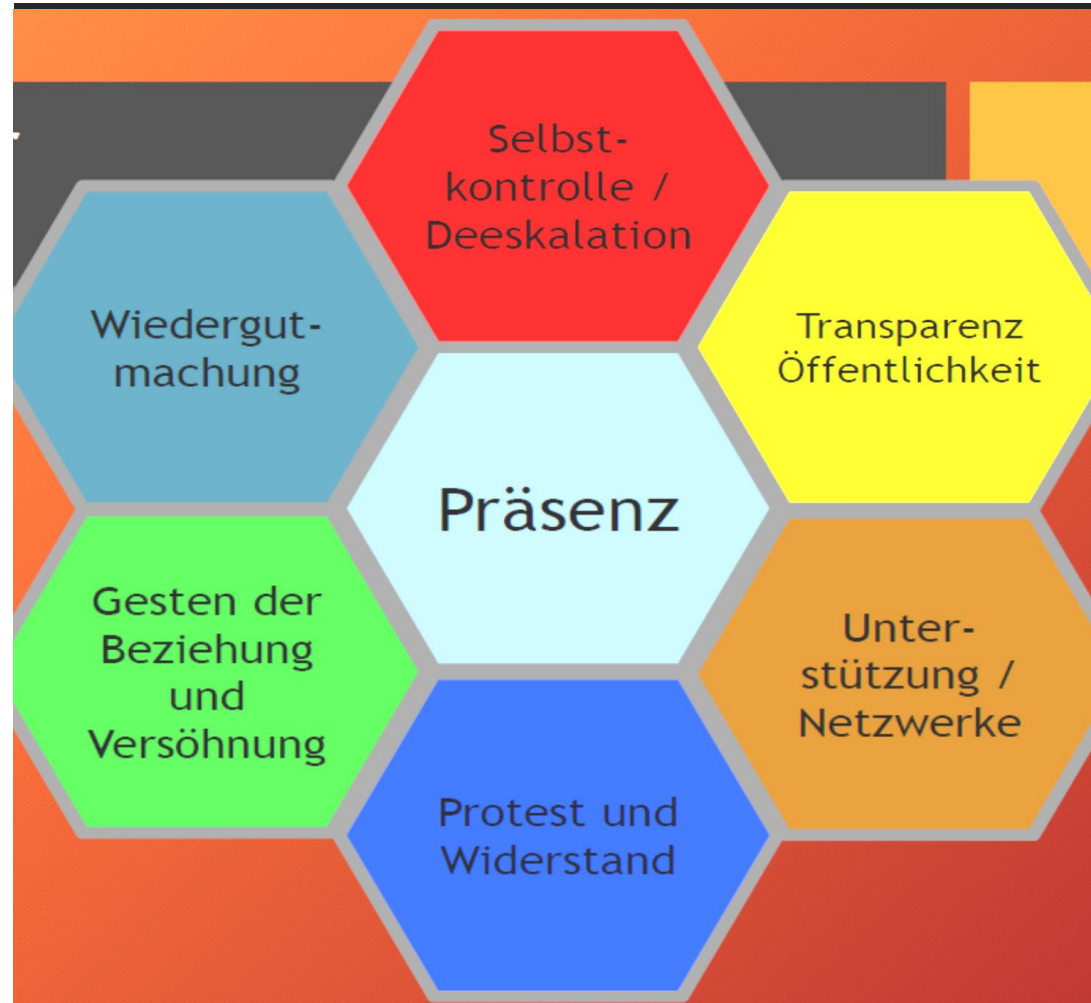 Selbst-
kontrolle /
Deeskalation
Wiedergut-
machung
Transparenz
Öffentlichkeit
Präsenz
Gesten der
Beziehung
und
Versöhnung
Unter-
stützung /
Netzwerke
Protest und
Widerstand